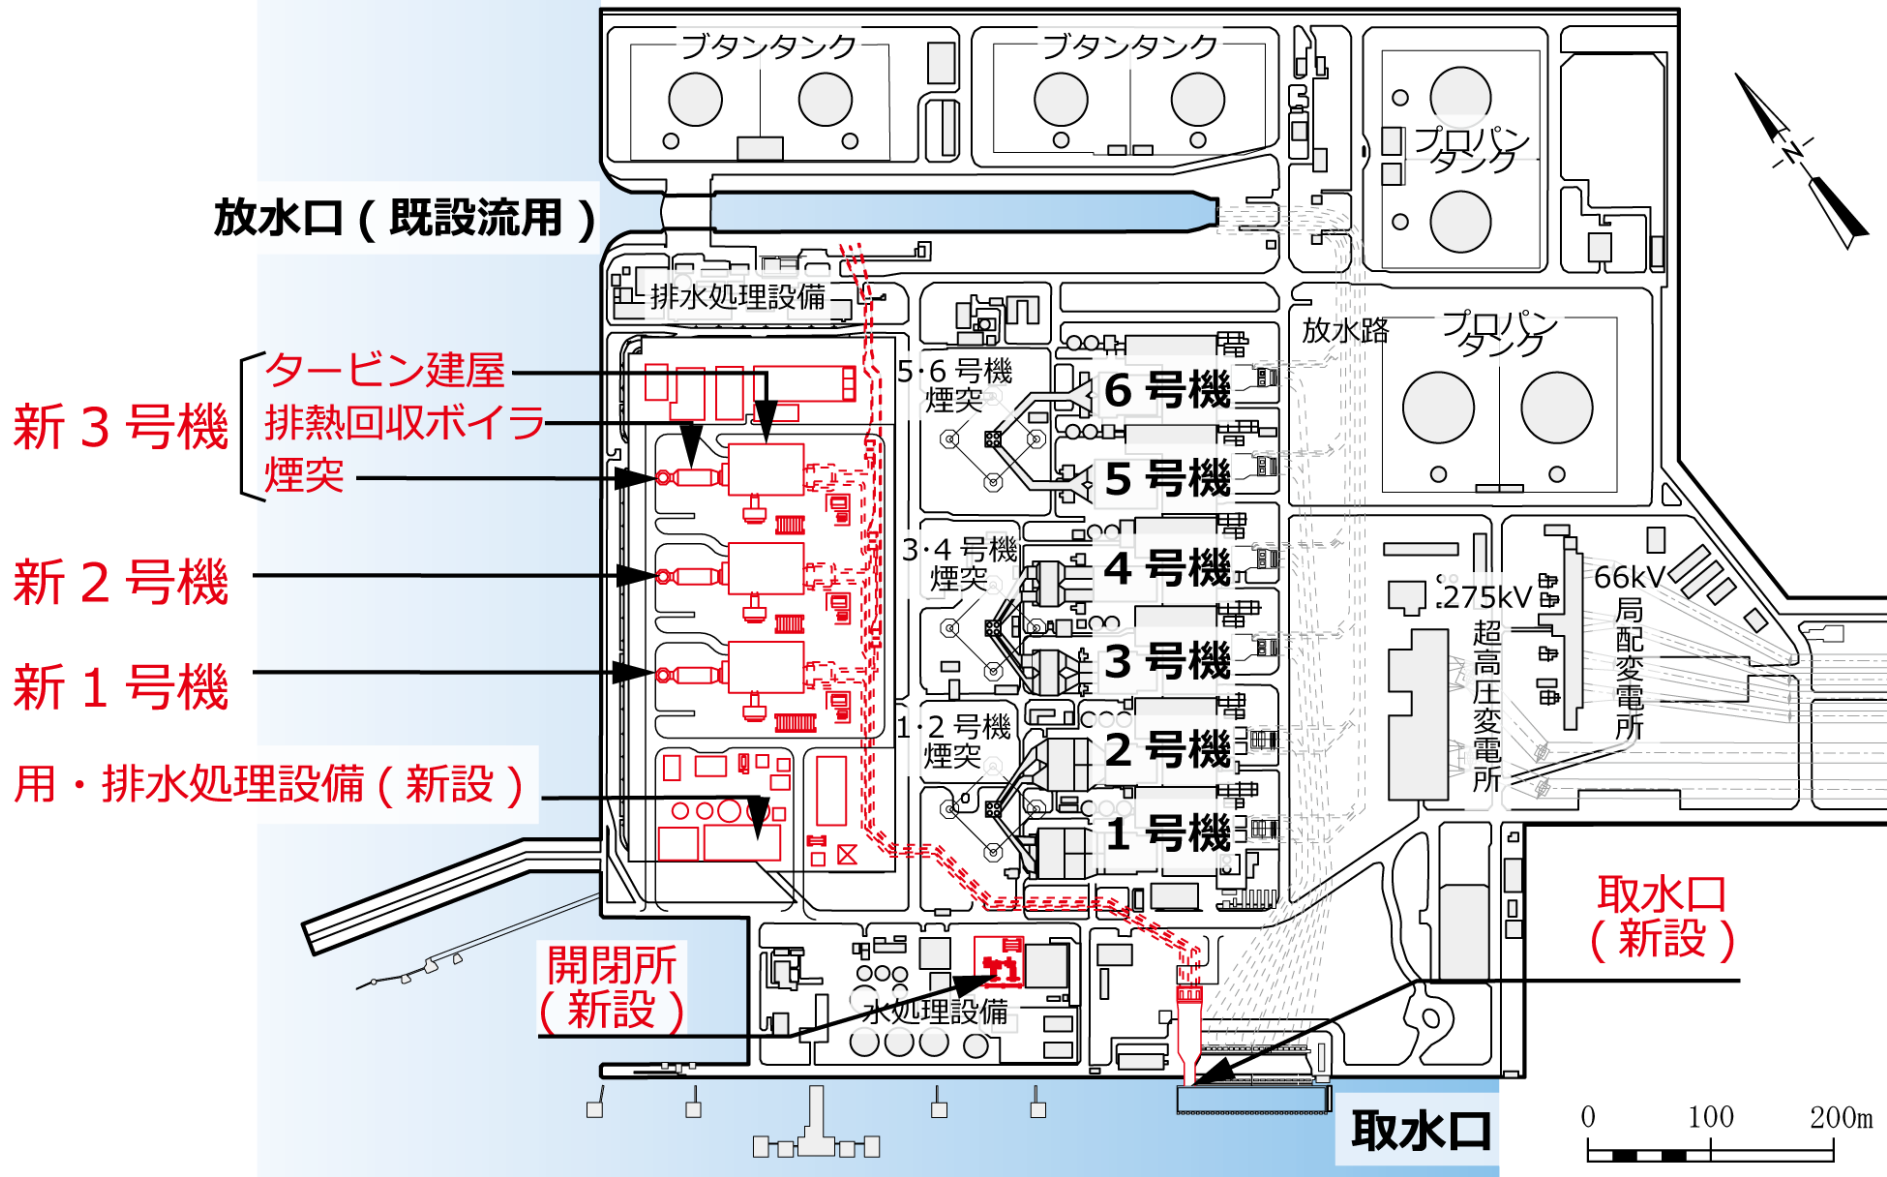 ブタンタンク
ブタンタンク
プロパン
タンク
N
放水口(既設流用)
排水処理設備
放水路
プロパン
タンク
新3号機
タービン建屋
排熱回収ボイラ
煙突
5・6号機
煙突
6号機
5号機
新2号機
3・4号機
煙突
4号機
3号機
275kV
超高圧変電所
66kV
局配変電所
新1号機
1・2号機
煙突
2号機
1号機
用・排水処理設備(新設)
取水口
(新設)
開閉所
(新設)
水処理設備
取水口
0 100 200m